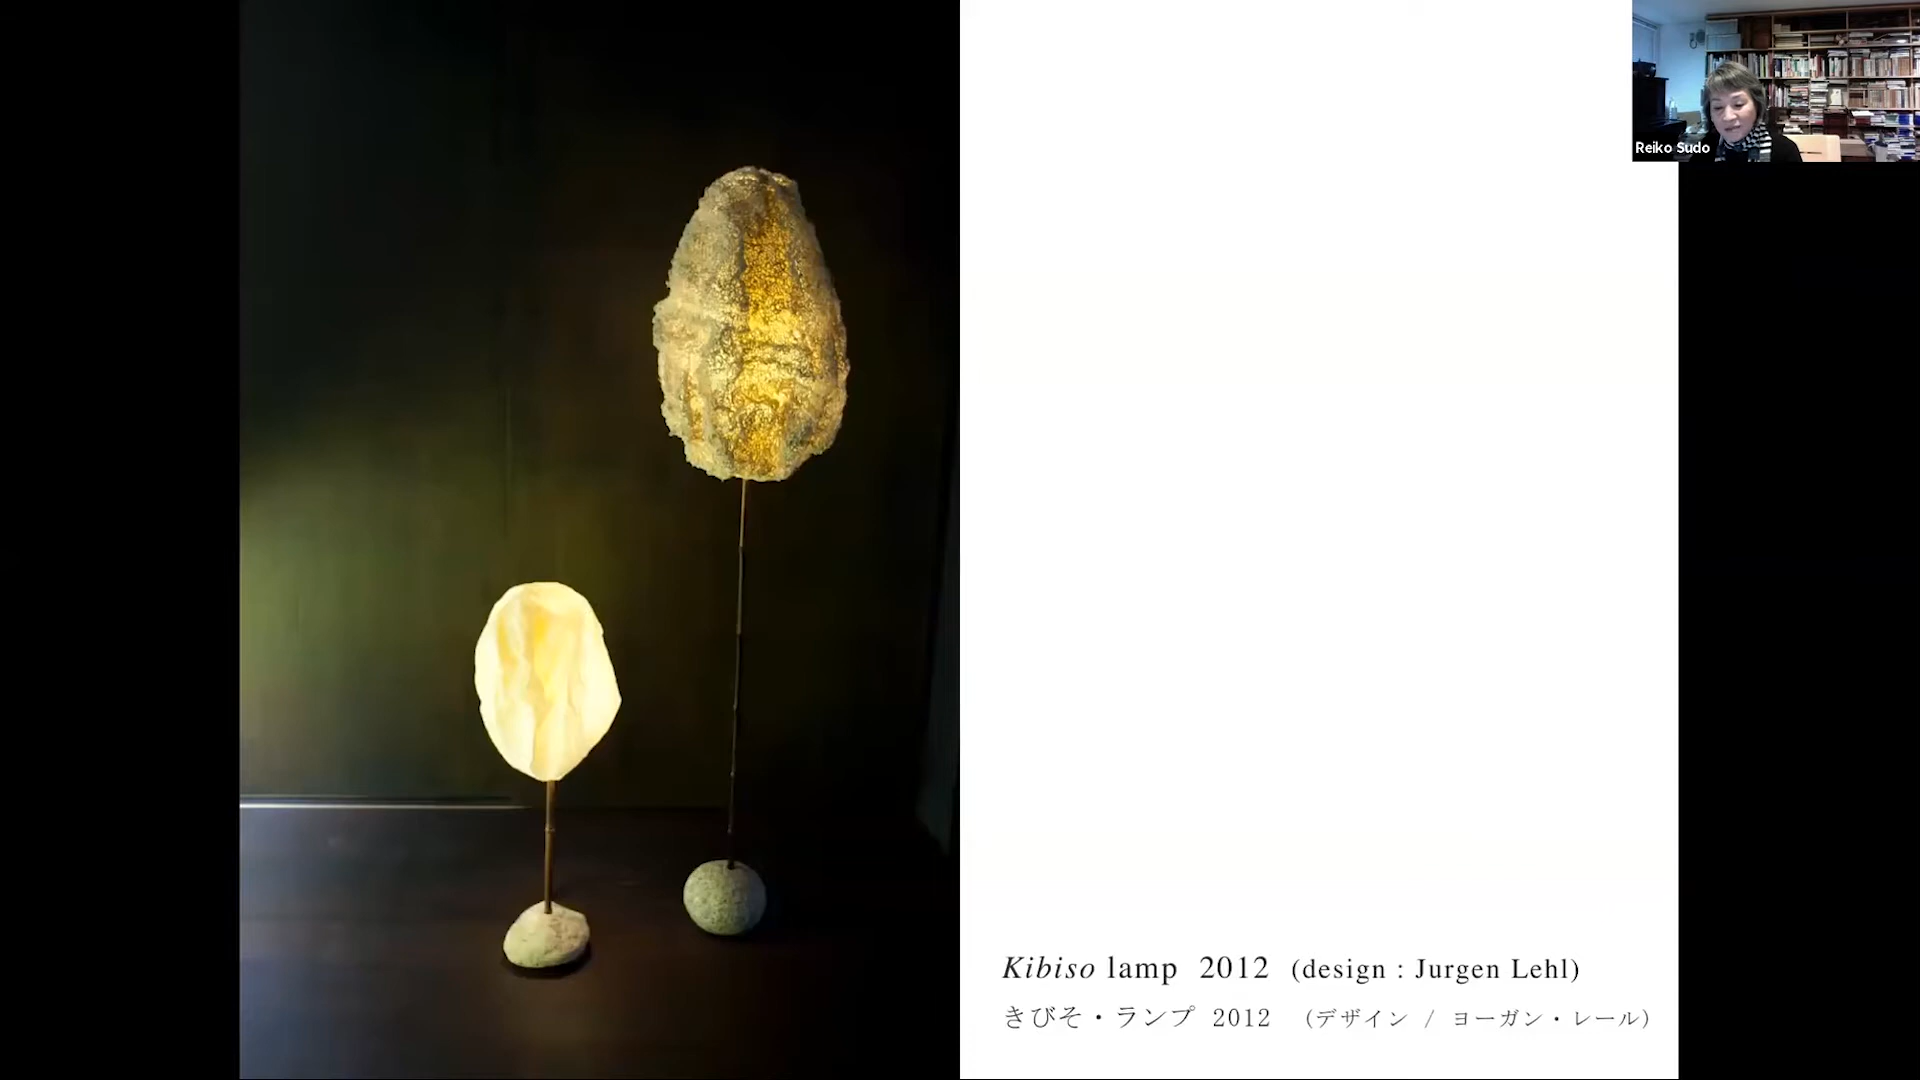 Reiko Sudo
Kibiso lamp 2012 (design : Jurgen Lehl)
きびそ・ランプ 2012 (デザイン / ヨーガン・レール)